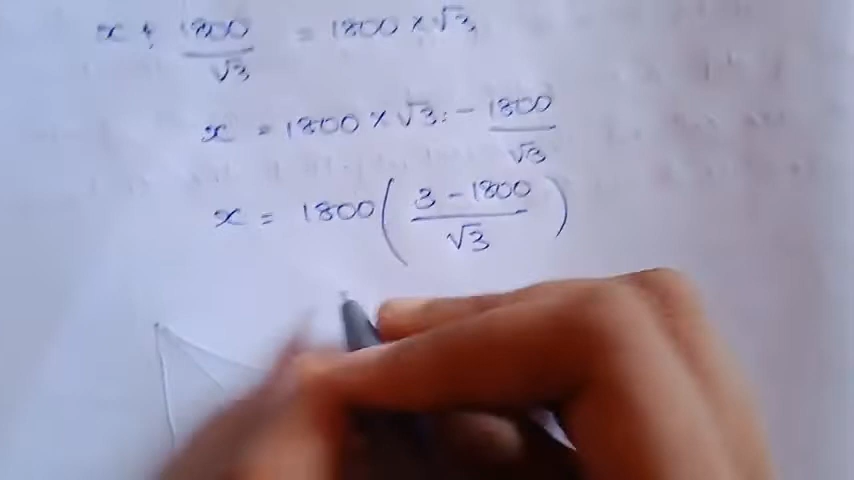 x + 1800/√3 = 1800 × √3
x = 1800 × √3 - 1800/√3
x = 1800 ( 3 - 1800 / √3 )